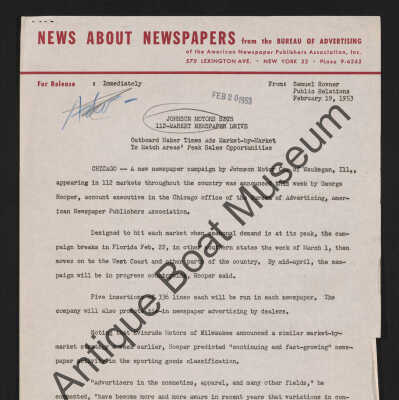 NEWS ABOUT NEWSPAPERS from the BUREAU OF ADVERTISING
of the American Newspaper Publishers Association, Inc.
570 LEXINGTON AVE. • NEW YORK 22 • Plaza 9-6262
For Release : Immediately
From: Samuel Rovner
Public Relations
February 19, 1953
FEB 20 1953
JOHNSON MOTORS SETS
112-MARKET NEWSPAPER DRIVE
Outboard Maker Times Ads Market-by-Market
To Match Areas' Peak Sales Opportunities
CHICAGO -- A new newspaper campaign by Johnson Motor Co. of Waukegan, Ill.,
appearing in 112 markets throughout the country was announced this week by George
Hooper, account executive in the Chicago office of the Bureau of Advertising, Amer-
ican Newspaper Publishers Association.
Designed to hit each market when seasonal demand is at its peak, the cam-
paign breaks in Florida Feb. 22, in other southern states the week of March 1, then
moves on to the West Coast and other parts of the country. By mid-april, the cam-
paign will be in progress Hooper said.
Five insertions of 336 lines each will be run in each newspaper. The
company will also newspaper advertising by dealers.
Noting that Evinrude Motors of Milwaukee announced a similar market-by-
market earlier, Hooper predicted "continuing and fast-growing" news-
paper in the sporting goods classification.
"Advertisers in the cosmetics, apparel, and many other fields," he
"have become more and more aware in recent years that variations in con-
Antique Boat Museum